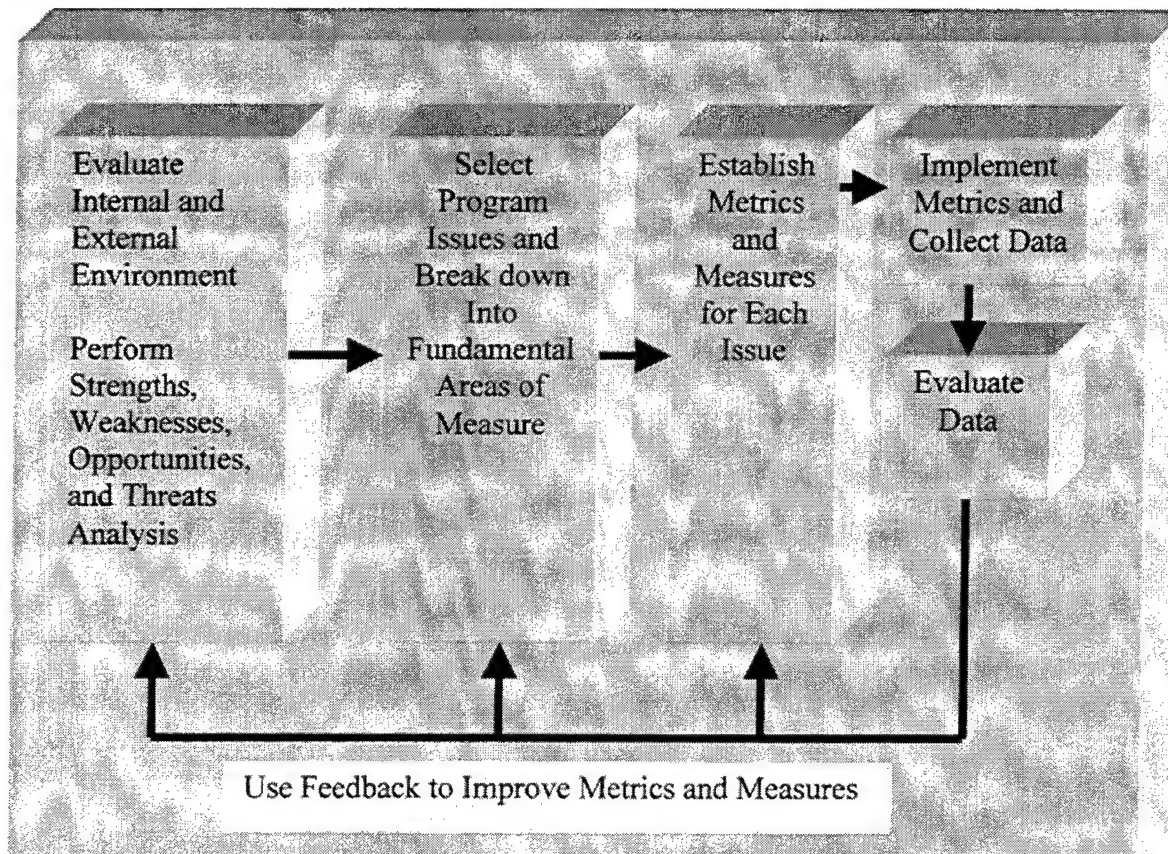 Evaluate
Internal and
External
Environment
Perform
Strengths,
Weaknesses,
Opportunities,
and Threats
Analysis
Select
Program
Issues and
Break down
Into
Fundamental
Areas of
Measure
Establish
Metrics
and
Measures
for Each
Issue
Implement
Metrics and
Collect Data
Evaluate
Data
Use Feedback to Improve Metrics and Measures